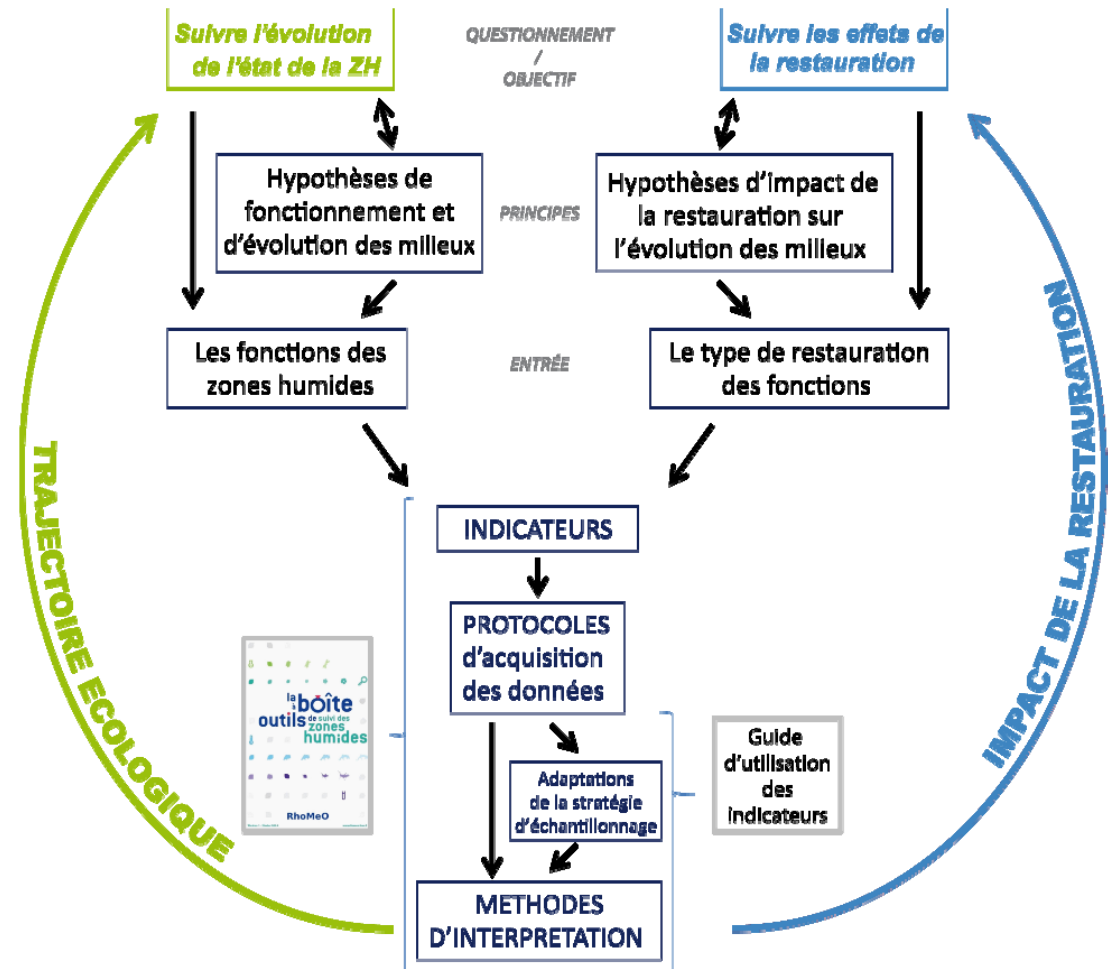 Suivre l'évolution
de l'état de la ZH
QUESTIONNEMENT
/
OBJECTIF
Suivre les effets de
la restauration
Hypothèses de
fonctionnement et
d'évolution des milieux
PRINCIPES
Hypothèses d'impact de
la restauration sur
l'évolution des milieux
Les fonctions des
zones humides
ENTRÉE
Le type de restauration
des fonctions
TRAJECTOIRE ECOLOGIQUE
IMPACT DE LA RESTAURATION
INDICATEURS
PROTOCOLES
d'acquisition
des données
la
boîte
à
outils de suivi des
zones
humides
RhoMeO
Adaptations
de la stratégie
d'échantillonnage
Guide
d'utilisation
des
indicateurs
METHODES
D'INTERPRETATION